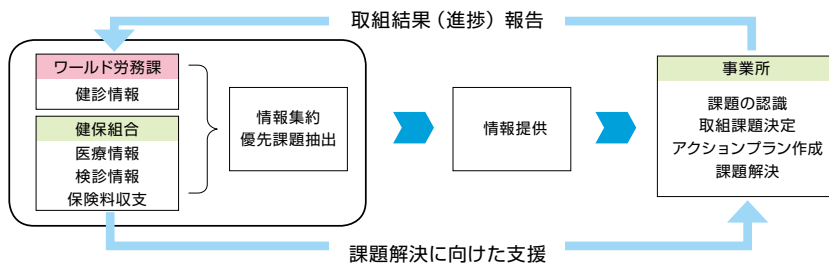 取組結果（進捗）報告
ワールド労務課
健診情報
健保組合
医療情報
検診情報
保険料収支
情報集約
優先課題抽出
情報提供
事業所
課題の認識
取組課題決定
アクションプラン作成
課題解決
課題解決に向けた支援